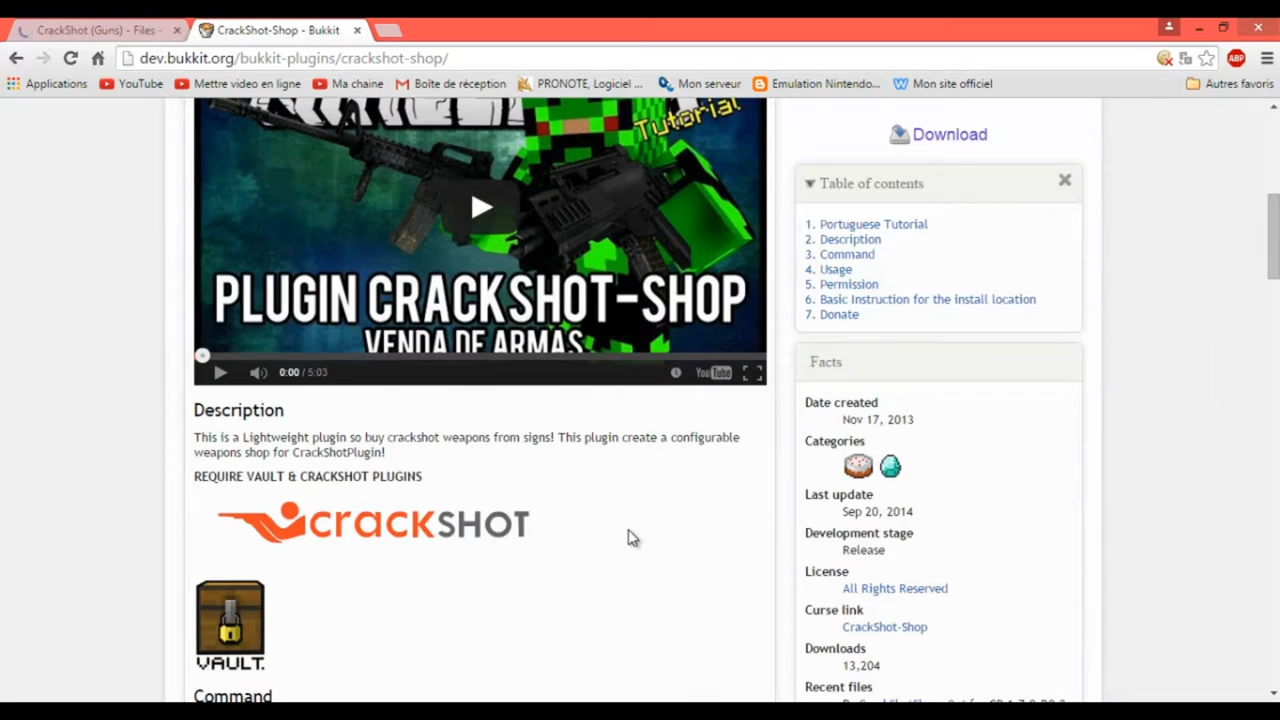 CrackShot (Guns) - Files -
CrackShot-Shop - Bukkit
dev.bukkit.org/bukkit-plugins/crackshot-shop/
ABP
Applications
YouTube
Mettre video en ligne
Ma chaine
Boîte de réception
PRONOTE, Logiciel ...
Mon serveur
Emulation Nintendo...
Mon site officiel
Autres favoris
Tutorial
PLUGIN CRACKSHOT-SHOP
VENDA DE ARMAS
0:00 / 5:03
YouTube
Description
This is a Lightweight plugin so buy crackshot weapons from signs! This plugin create a configurable
weapons shop for CrackShotPlugin!
REQUIRE VAULT & CRACKSHOT PLUGINS
crackSHOT
VAULT.
Command
Download
Table of contents
1. Portuguese Tutorial
2. Description
3. Command
4. Usage
5. Permission
6. Basic Instruction for the install location
7. Donate
Facts
Date created
Nov 17, 2013
Categories
Last update
Sep 20, 2014
Development stage
Release
License
All Rights Reserved
Curse link
CrackShot-Shop
Downloads
13,204
Recent files